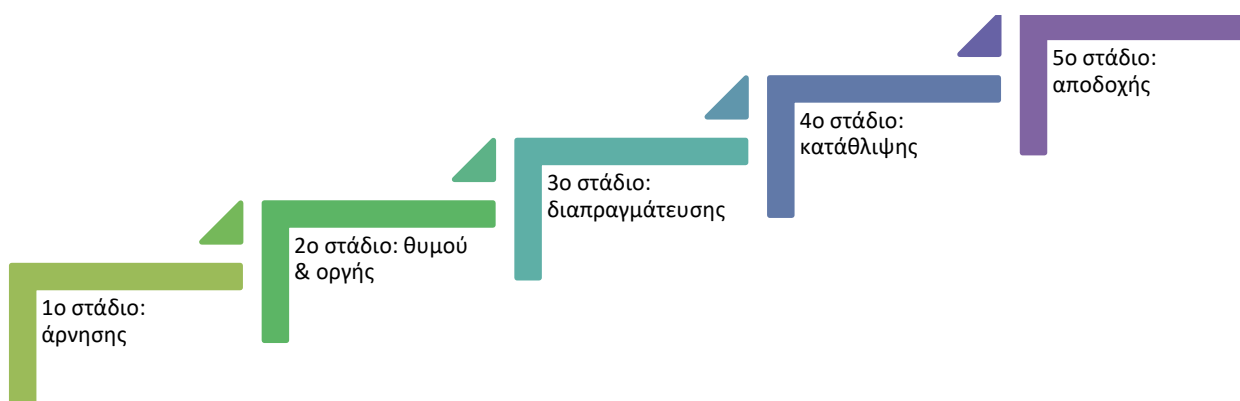 1ο στάδιο:
άρνησης
2ο στάδιο: θυμού
& οργής
3ο στάδιο:
διαπραγμάτευσης
4ο στάδιο:
κατάθλιψης
5ο στάδιο:
αποδοχής